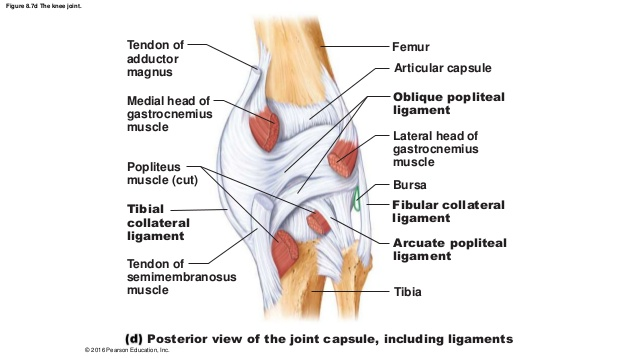 Figure 8.7d The knee joint.
Tendon of
adductor
magnus
Medial head of
gastrocnemius
muscle
Popliteus
muscle (cut)
Tibial
collateral
ligament
Tendon of
semimembranosus
muscle
Femur
Articular capsule
Oblique popliteal
ligament
Lateral head of
gastrocnemius
muscle
Bursa
Fibular collateral
ligament
Arcuate popliteal
ligament
Tibia
(d) Posterior view of the joint capsule, including ligaments
© 2016 Pearson Education, Inc.